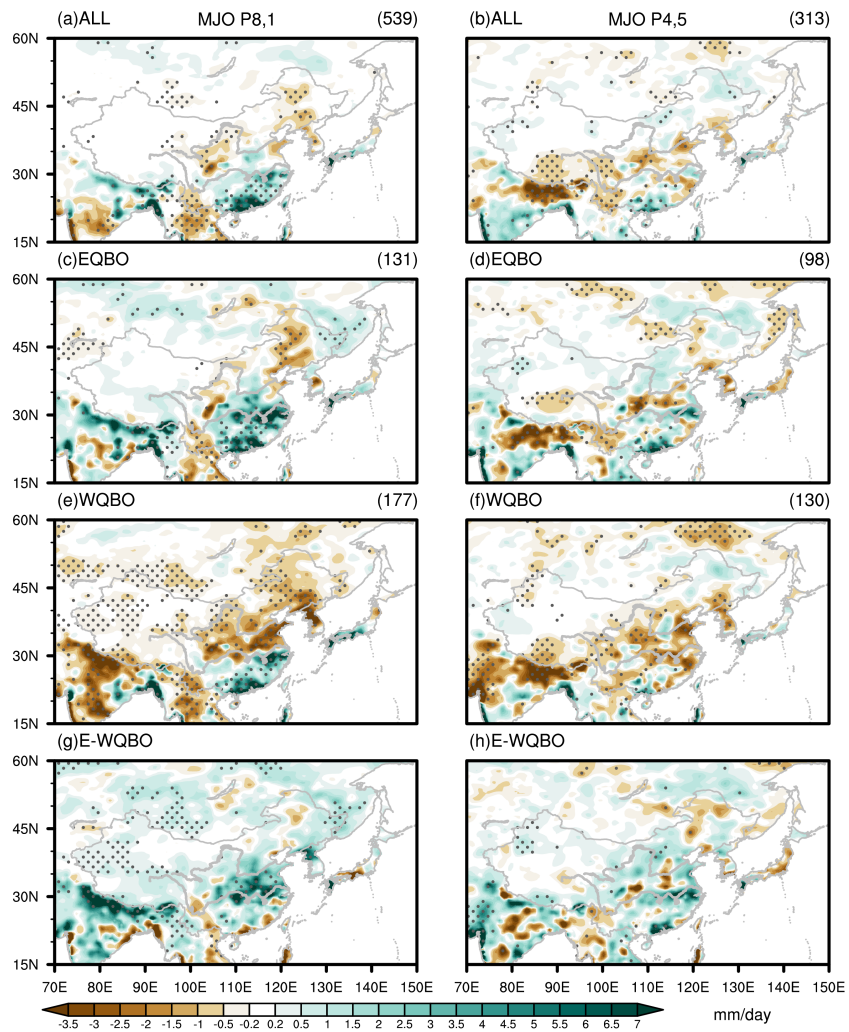 (a)ALL MJO P8,1 (539)
(b)ALL MJO P4,5 (313)
60N
45N
30N
15N
(c)EQBO (131)
(d)EQBO (98)
60N
45N
30N
15N
(e)WQBO (177)
(f)WQBO (130)
60N
45N
30N
15N
(g)E-WQBO
(h)E-WQBO
60N
45N
30N
15N
70E 80E 90E 100E 110E 120E 130E 140E 150E
70E 80E 90E 100E 110E 120E 130E 140E 150E
-3.5 -3 -2.5 -2 -1.5 -1 -0.5 -0.2 0.2 0.5 1 1.5 2 2.5 3 3.5 4 4.5 5 5.5 6 6.5 7
mm/day